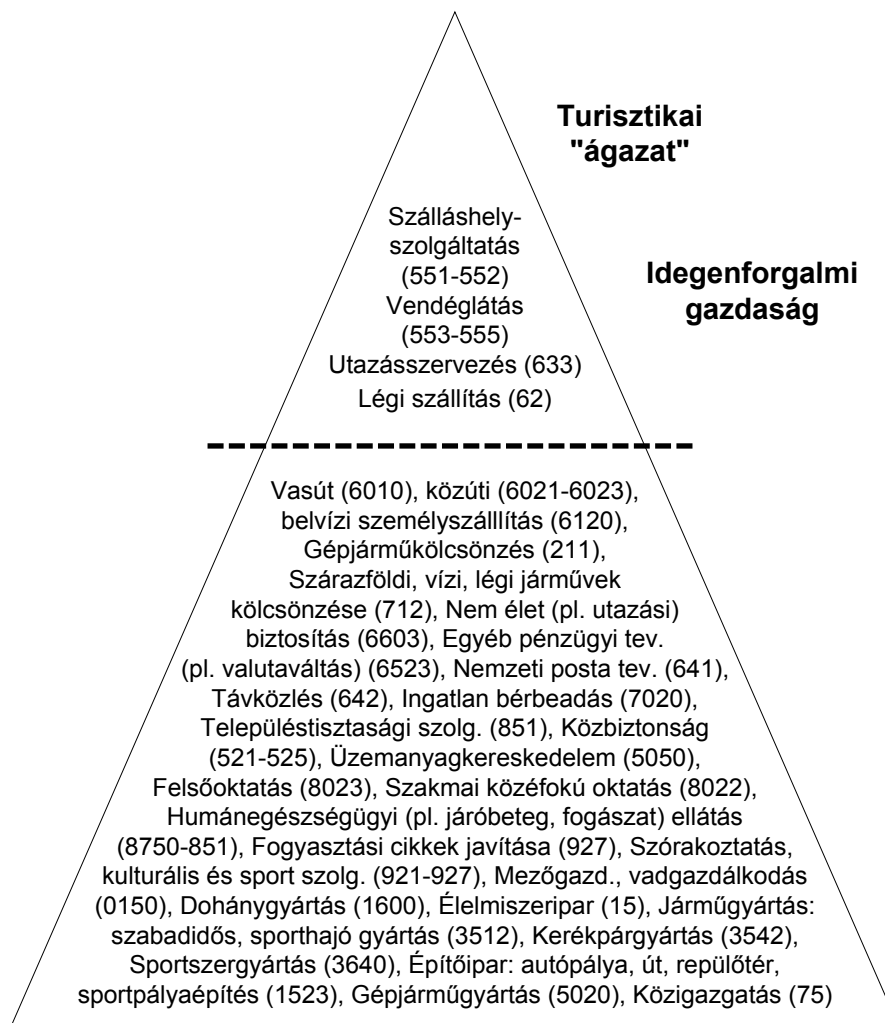 Turisztikai
"ágazat"
Szálláshely-
szolgáltatás
(551-552)
Vendéglátás
(553-555)
Utazásszervezés (633)
Légi szállítás (62)
Idegenforgalmi
gazdaság
Vasút (6010), közúti (6021-6023),
belvízi személyszálllítás (6120),
Gépjárműkölcsönzés (211),
Szárazföldi, vízi, légi járművek
kölcsönzése (712), Nem élet (pl. utazási)
biztosítás (6603), Egyéb pénzügyi tev.
(pl. valutaváltás) (6523), Nemzeti posta tev. (641),
Távközlés (642), Ingatlan bérbeadás (7020),
Településtisztasági szolg. (851), Közbiztonság
(521-525), Üzemanyagkereskedelem (5050),
Felsőoktatás (8023), Szakmai középfokú oktatás (8022),
Humánegészségügyi (pl. járóbeteg, fogászat) ellátás
(8750-851), Fogyasztási cikkek javítása (927), Szórakoztatás,
kulturális és sport szolg. (921-927), Mezőgazd., vadgazdálkodás
(0150), Dohánygyártás (1600), Élelmiszeripar (15), Járműgyártás:
szabadidős, sporthajó gyártás (3512), Kerékpárgyártás (3542),
Sportszergyártás (3640), Építőipar: autópálya, út, repülőtér,
sportpályaépítés (1523), Gépjárműgyártás (5020), Közigazgatás (75)